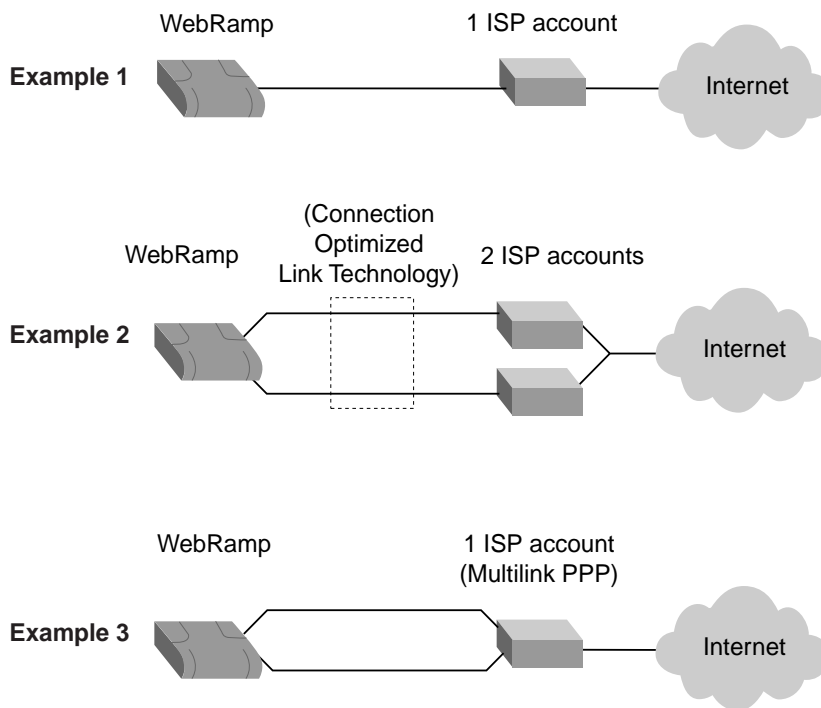 WebRamp
1 ISP account
Example 1
Internet
(Connection
Optimized
Link Technology)
WebRamp
2 ISP accounts
Example 2
Internet
WebRamp
1 ISP account
(Multilink PPP)
Example 3
Internet